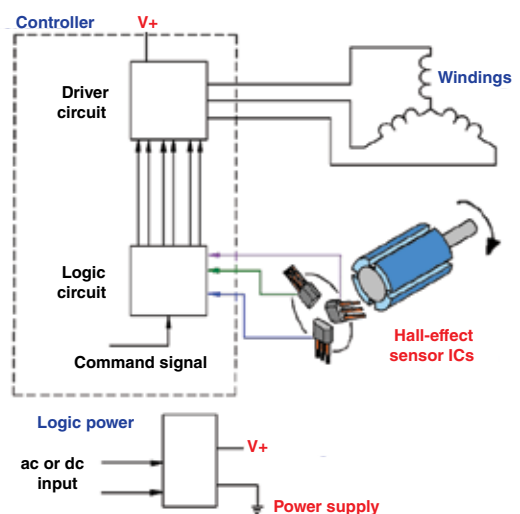 Controller
V+
Driver
circuit
Windings
Logic
circuit
Command signal
Hall-effect
sensor ICs
Logic power
V+
ac or dc
input
Power supply